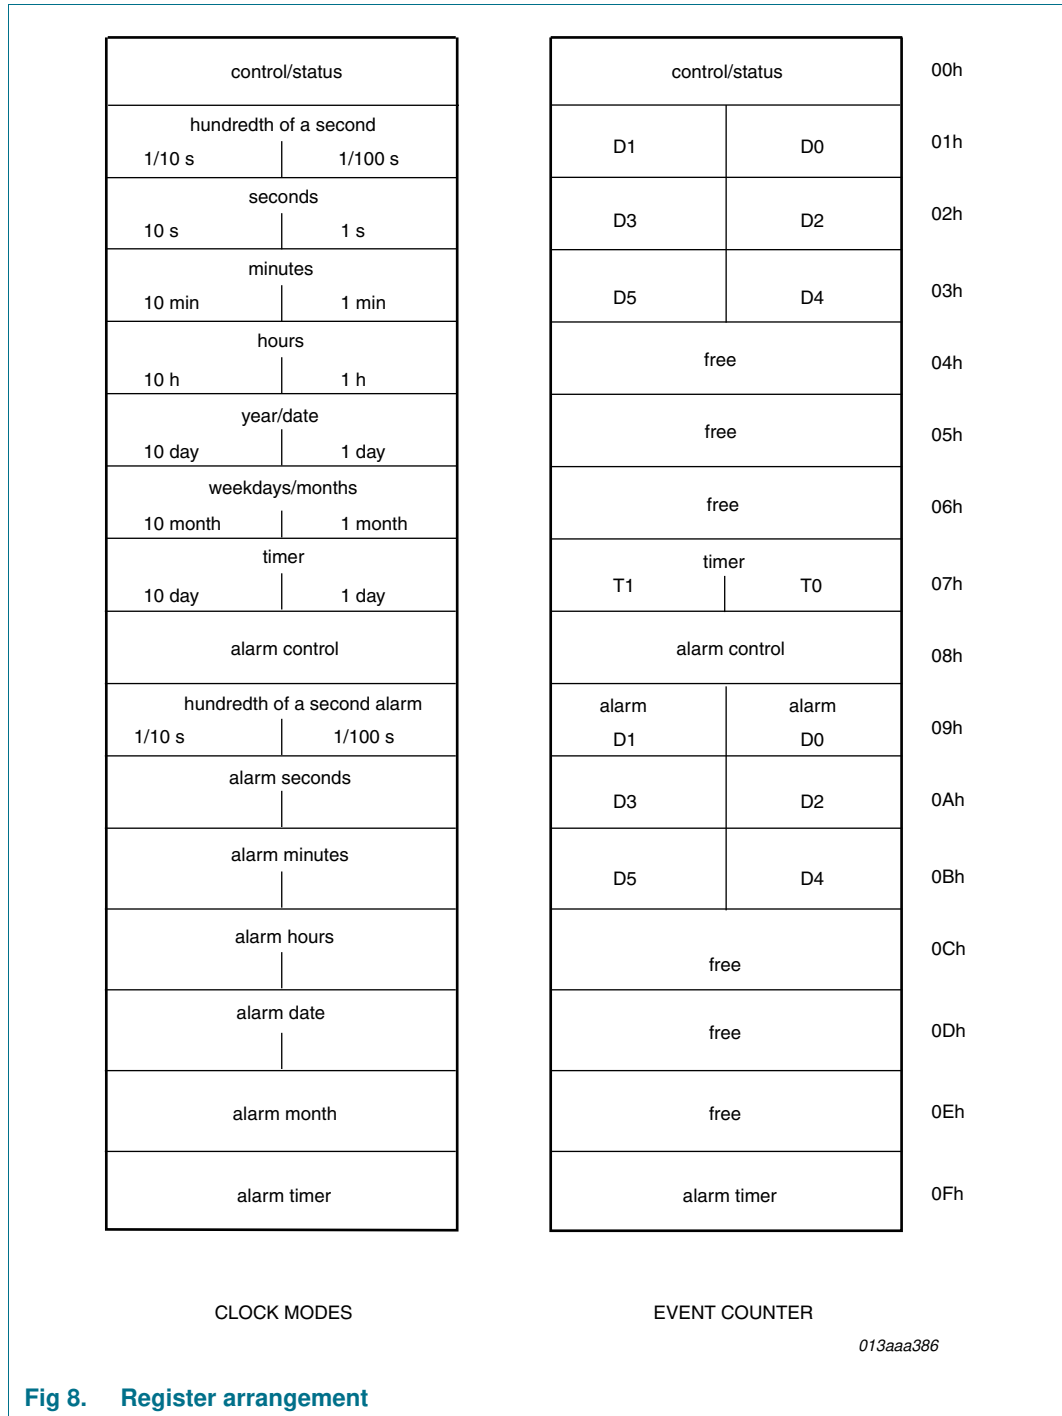 control/status control/status 00h
hundredth of a second
1/10 s 1/100 s D1 D0 01h
seconds
10 s 1 s D3 D2 02h
minutes
10 min 1 min D5 D4 03h
hours
10 h 1 h free 04h
year/date
10 day 1 day free 05h
weekdays/months
10 month 1 month free 06h
timer timer
10 day 1 day T1 T0 07h
alarm control alarm control 08h
hundredth of a second alarm alarm alarm
1/10 s 1/100 s D1 D0 09h
alarm seconds D3 D2 0Ah
alarm minutes D5 D4 0Bh
alarm hours free 0Ch
alarm date free 0Dh
alarm month free 0Eh
alarm timer alarm timer 0Fh
CLOCK MODES EVENT COUNTER
013aaa386
Fig 8. Register arrangement